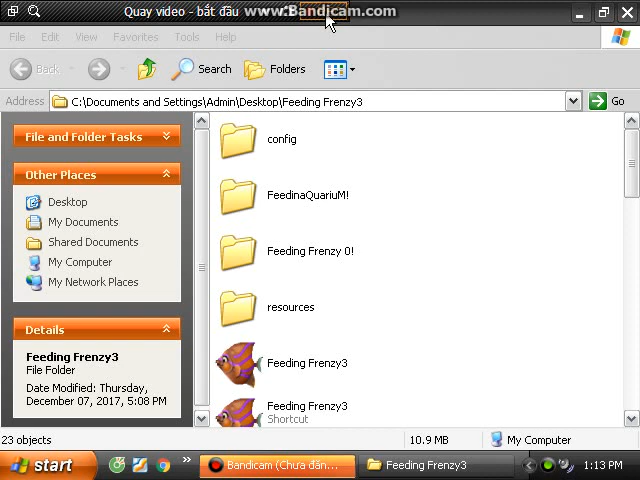 Quay video - bắt đầu www.Bandicam.com
File Edit View Favorites Tools Help
Back Search Folders
Address C:\Documents and Settings\Admin\Desktop\Feeding Frenzy3 Go
File and Folder Tasks
Other Places
Desktop
My Documents
Shared Documents
My Computer
My Network Places
Details
Feeding Frenzy3
File Folder
Date Modified: Thursday,
December 07, 2017, 5:08 PM
config
FeedinaQuariuM!
Feeding Frenzy 0!
resources
Feeding Frenzy3
Feeding Frenzy3
Shortcut
23 objects 10.9 MB My Computer
start Bandicam (Chưa đăn... Feeding Frenzy3 1:13 PM